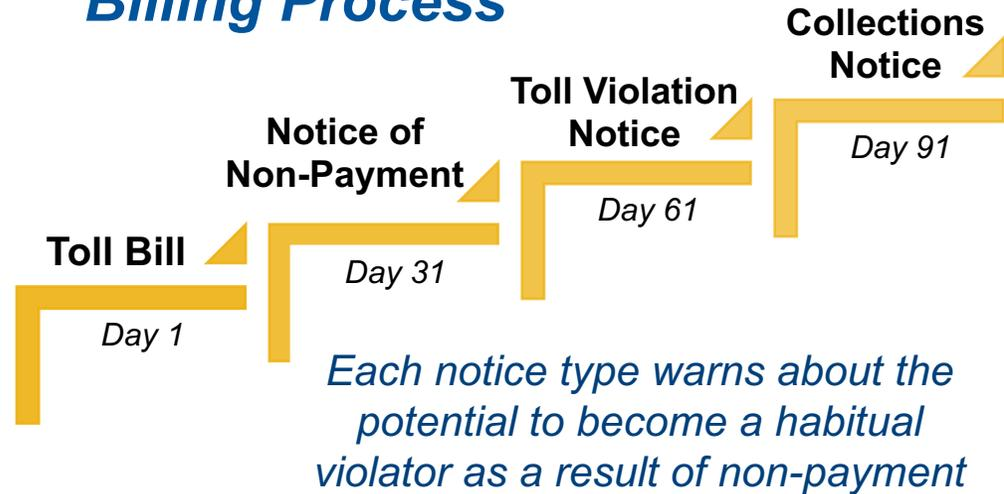 Billing Process
Toll Bill
Day 1
Notice of
Non-Payment
Day 31
Toll Violation
Notice
Day 61
Collections
Notice
Day 91
Each notice type warns about the
potential to become a habitual
violator as a result of non-payment